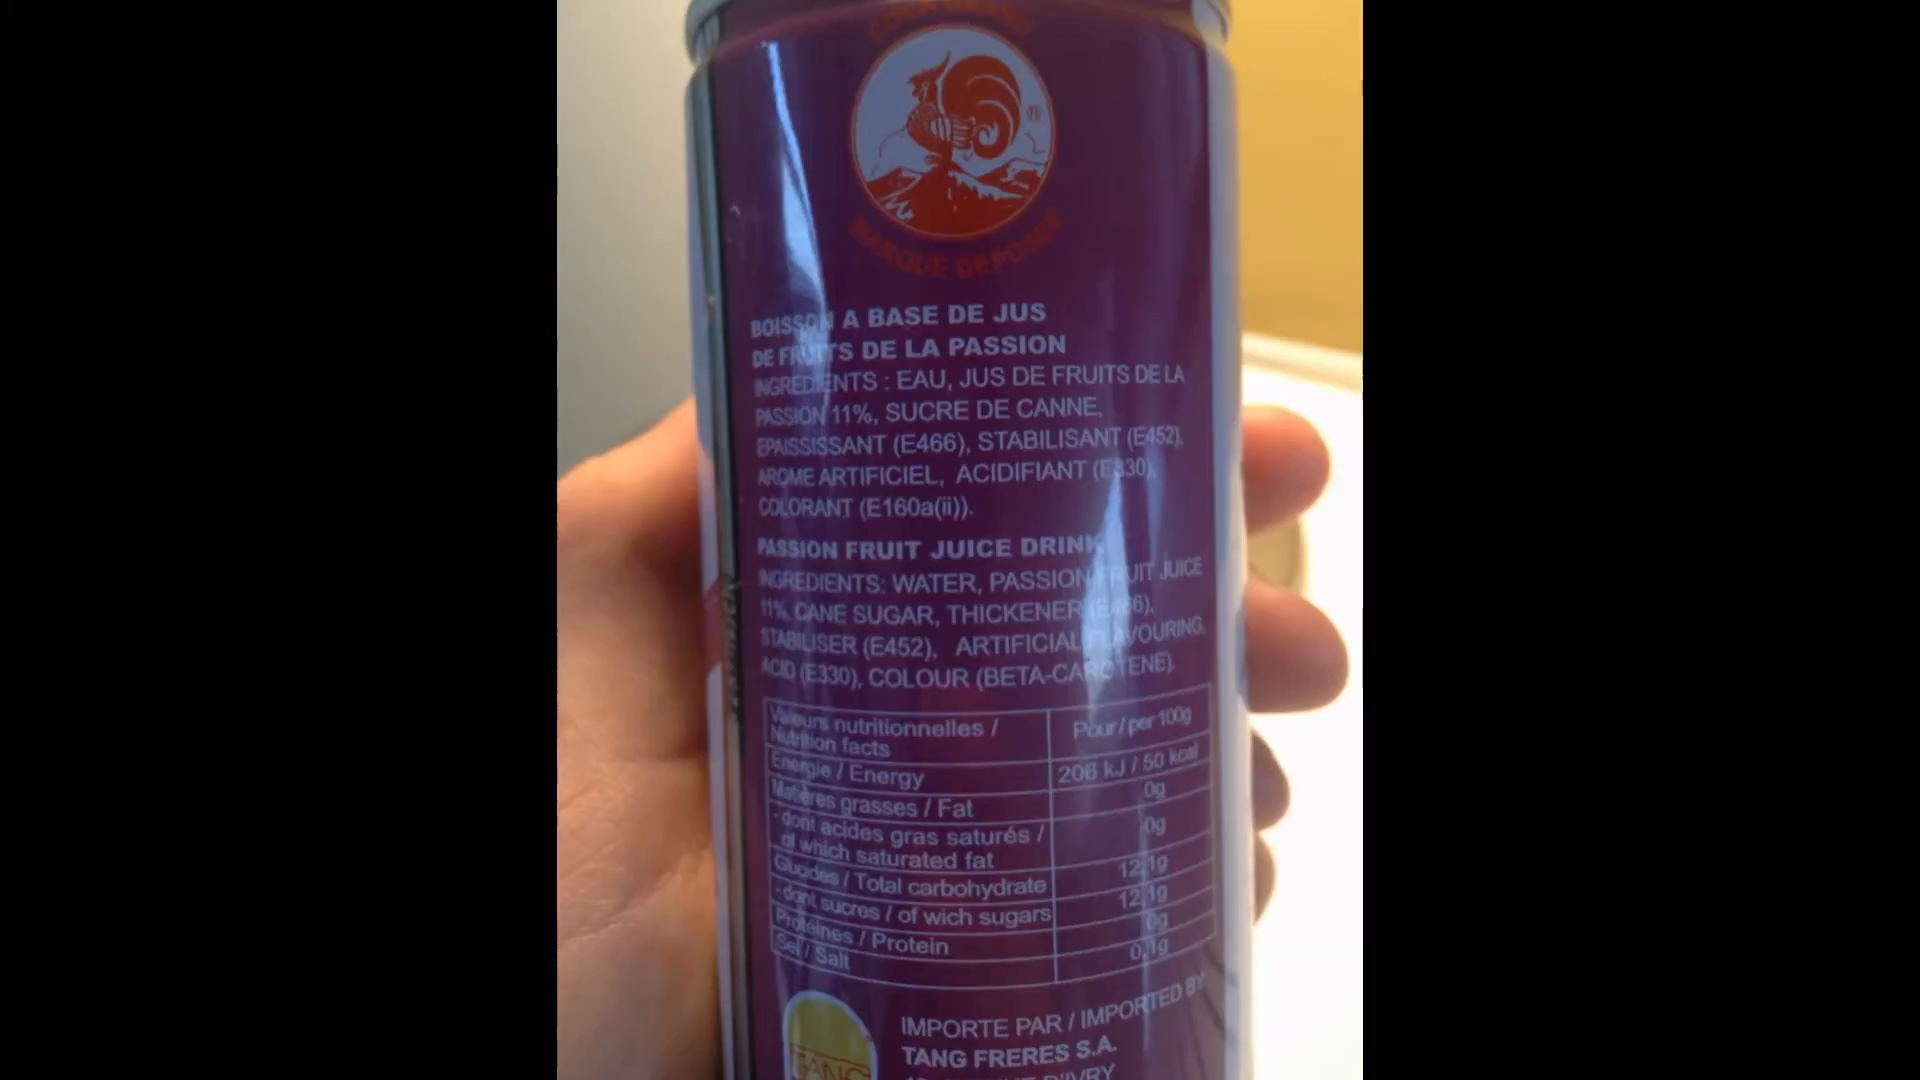 MARQUE DEPOSEE
BOISSON A BASE DE JUS
DE FRUITS DE LA PASSION
INGREDIENTS : EAU, JUS DE FRUITS DE LA
PASSION 11%, SUCRE DE CANNE,
EPAISSISSANT (E466), STABILISANT (E452),
AROME ARTIFICIEL, ACIDIFIANT (E330),
COLORANT (E160a(ii)).
PASSION FRUIT JUICE DRINK
INGREDIENTS: WATER, PASSION FRUIT JUICE
11%, CANE SUGAR, THICKENER (E466),
STABILISER (E452), ARTIFICIAL FLAVOURING,
ACID (E330), COLOUR (BETA-CAROTENE).
Valeurs nutritionnelles / Pour / per 100g
Nutrition facts
Energie / Energy 206 kJ / 50 kcal
Matières grasses / Fat 0g
- dont acides gras saturés / 0g
of which saturated fat
Glucides / Total carbohydrate 12,1g
- dont sucres / of wich sugars 12,1g
Protéines / Protein 0g
Sel / Salt 0,1g
IMPORTE PAR / IMPORTED BY
TANG FRERES S.A.
TANG
D'IVRY